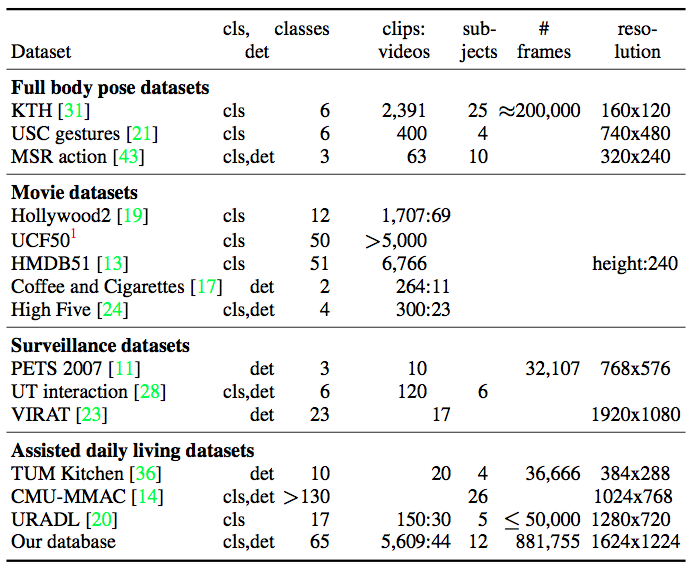 cls, classes clips: sub- # reso-
Dataset det videos jects frames lution
Full body pose datasets
KTH [31] cls 6 2,391 25 ≈200,000 160x120
USC gestures [21] cls 6 400 4 740x480
MSR action [43] cls,det 3 63 10 320x240
Movie datasets
Hollywood2 [19] cls 12 1,707:69
UCF50¹ cls 50 >5,000
HMDB51 [13] cls 51 6,766 height:240
Coffee and Cigarettes [17] det 2 264:11
High Five [24] cls,det 4 300:23
Surveillance datasets
PETS 2007 [11] det 3 10 32,107 768x576
UT interaction [28] cls,det 6 120 6
VIRAT [23] det 23 17 1920x1080
Assisted daily living datasets
TUM Kitchen [36] det 10 20 4 36,666 384x288
CMU-MMAC [14] cls,det >130 26 1024x768
URADL [20] cls 17 150:30 5 ≤ 50,000 1280x720
Our database cls,det 65 5,609:44 12 881,755 1624x1224